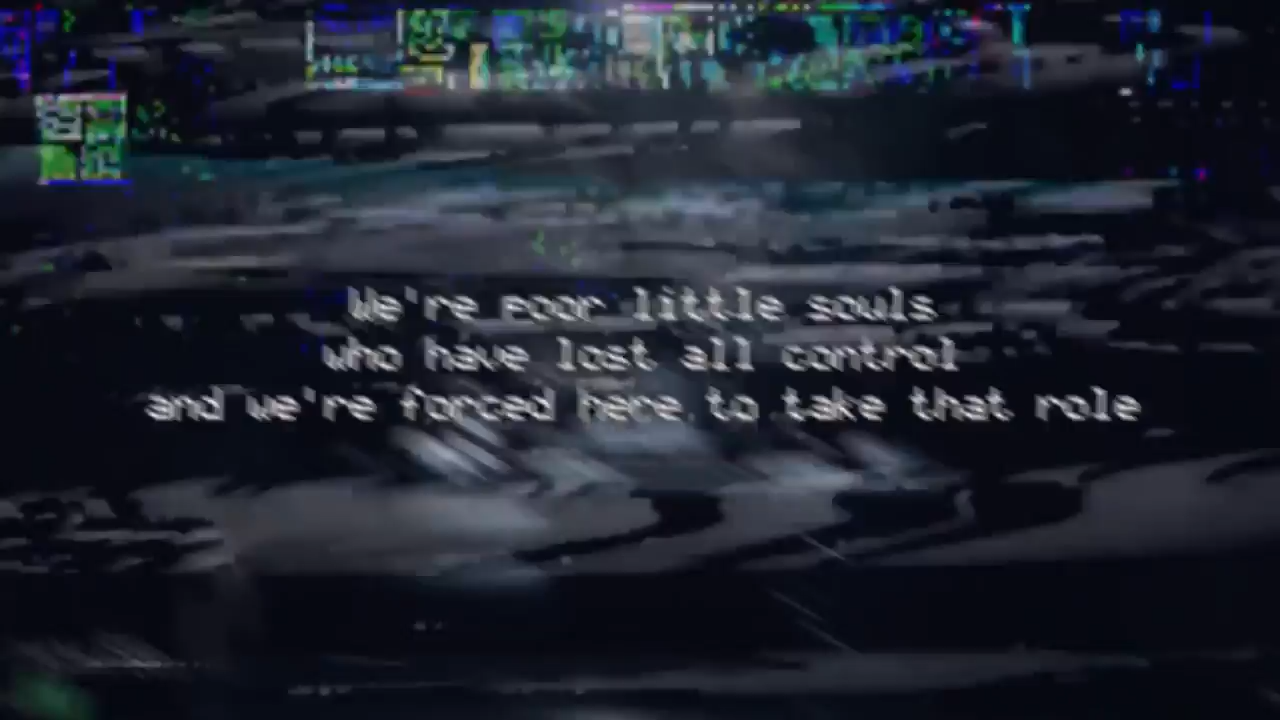 We're poor little souls
who have lost all control
and we're forced here to take that role